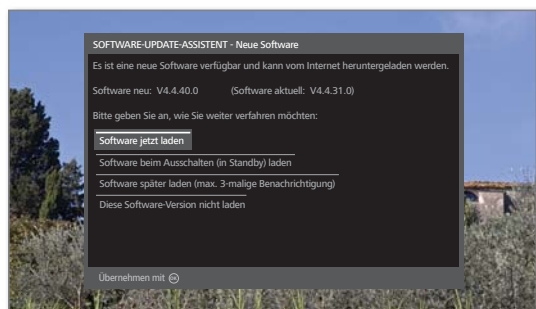 SOFTWARE-UPDATE-ASSISTENT - Neue Software
Es ist eine neue Software verfügbar und kann vom Internet heruntergeladen werden.
Software neu: V4.4.40.0 (Software aktuell: V4.4.31.0)
Bitte geben Sie an, wie Sie weiter verfahren möchten:
Software jetzt laden
Software beim Ausschalten (in Standby) laden
Software später laden (max. 3-malige Benachrichtigung)
Diese Software-Version nicht laden
Übernehmen mit OK